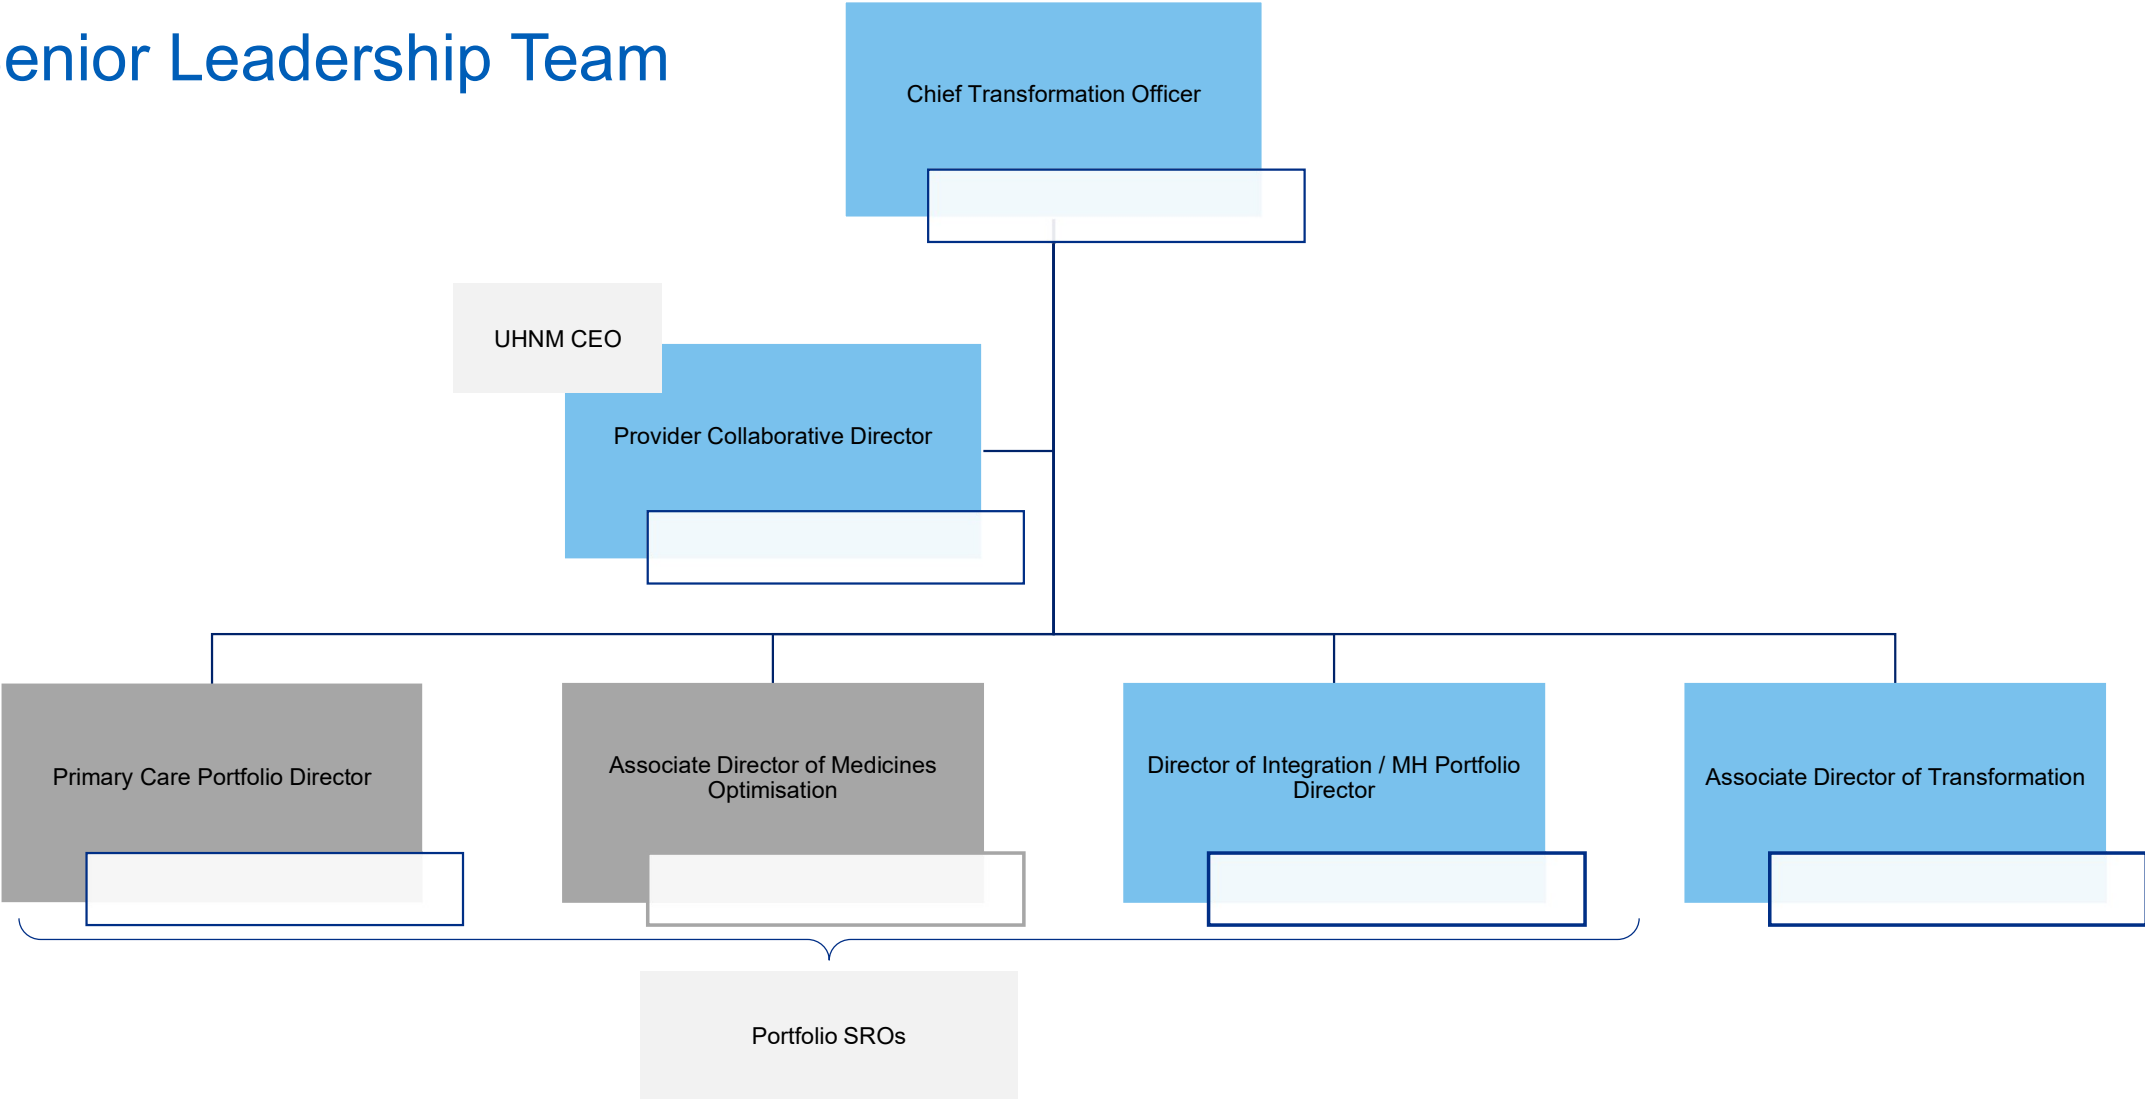 enior Leadership Team
Chief Transformation Officer
UHNM CEO
Provider Collaborative Director
Primary Care Portfolio Director
Associate Director of Medicines
Optimisation
Director of Integration / MH Portfolio
Director
Associate Director of Transformation
Portfolio SROs